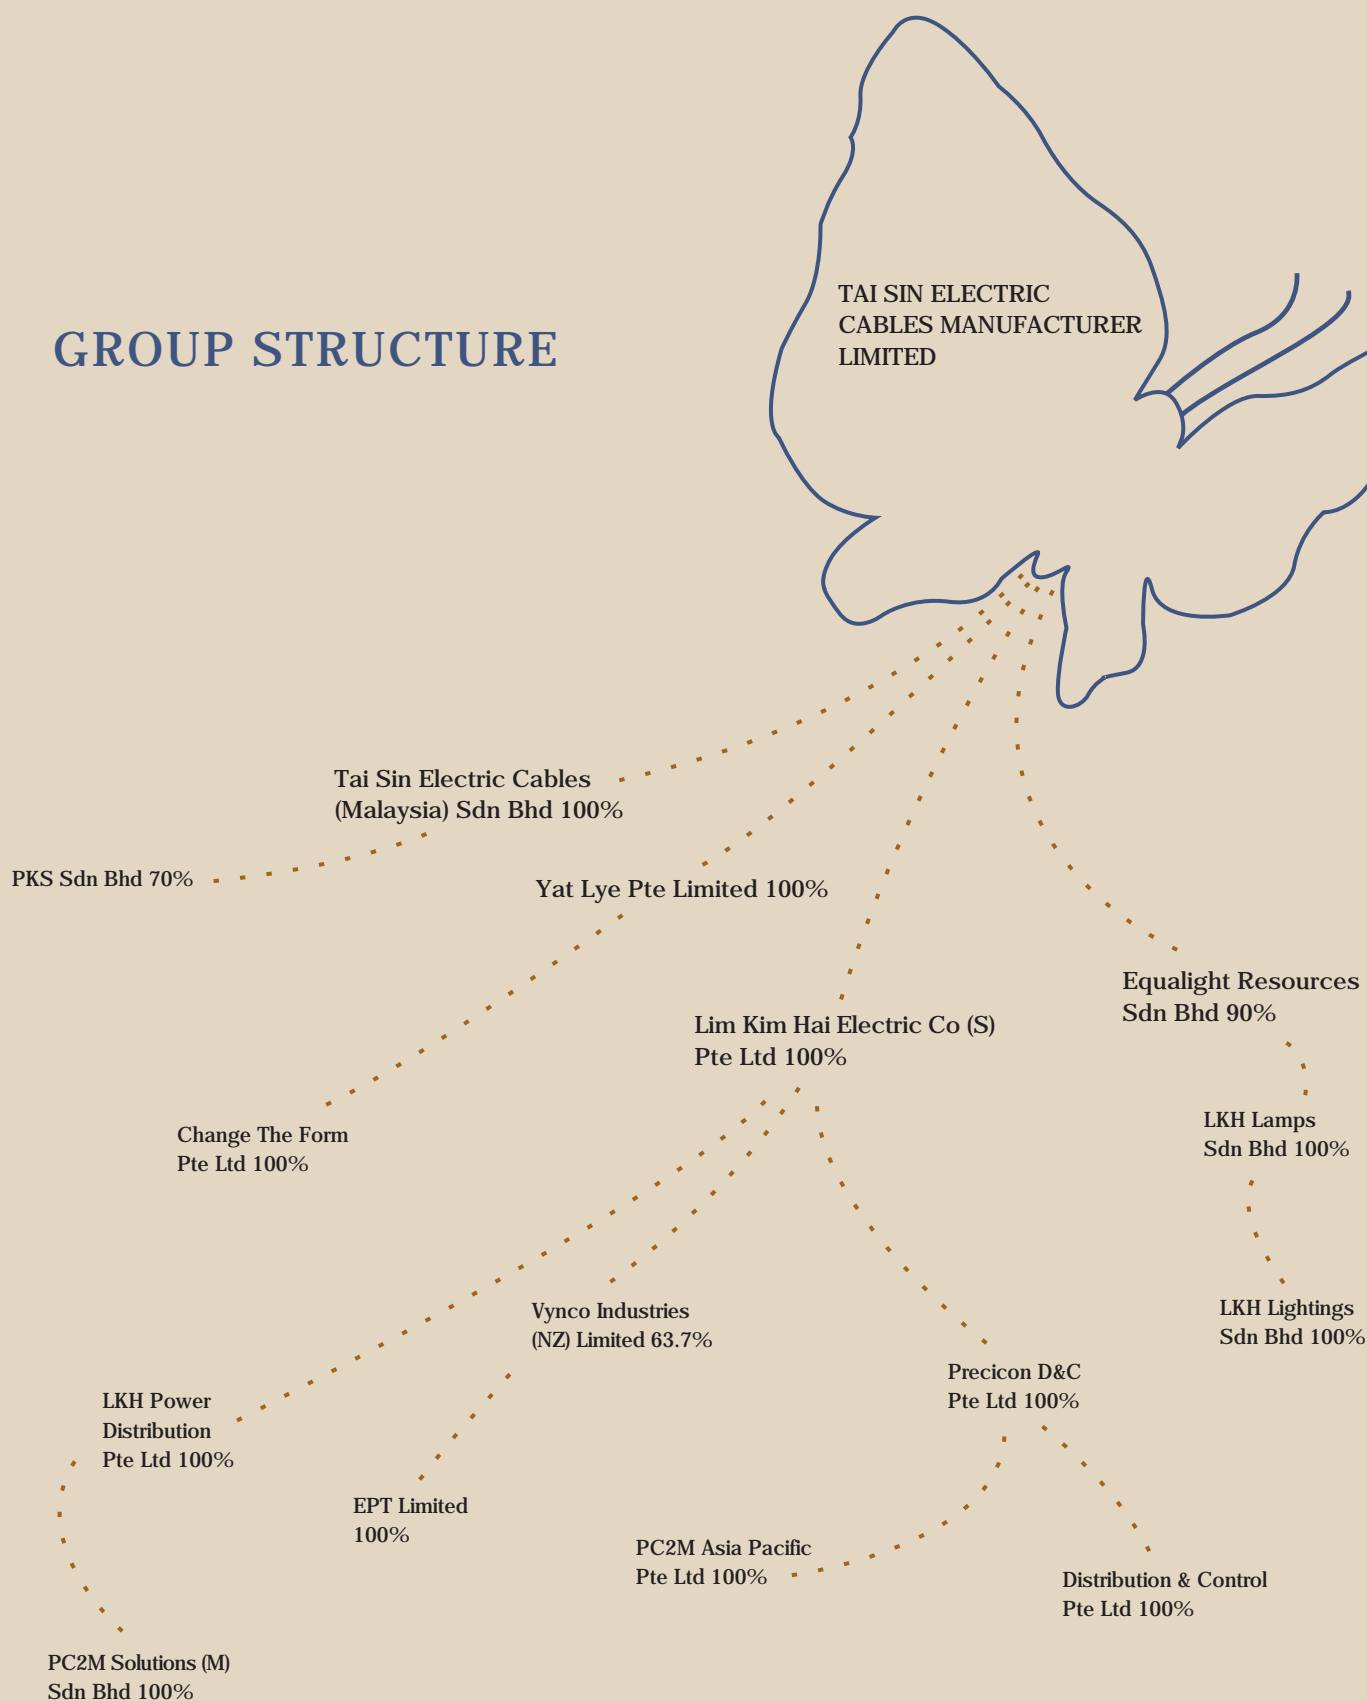 TAI SIN ELECTRIC
CABLES MANUFACTURER
LIMITED
GROUP STRUCTURE
Tai Sin Electric Cables
(Malaysia) Sdn Bhd 100%
PKS Sdn Bhd 70%
Yat Lye Pte Limited 100%
Equalight Resources
Sdn Bhd 90%
Lim Kim Hai Electric Co (S)
Pte Ltd 100%
Change The Form
Pte Ltd 100%
LKH Lamps
Sdn Bhd 100%
Vynco Industries
(NZ) Limited 63.7%
LKH Lightings
Sdn Bhd 100%
Precicon D&C
Pte Ltd 100%
LKH Power
Distribution
Pte Ltd 100%
EPT Limited
100%
PC2M Asia Pacific
Pte Ltd 100%
Distribution & Control
Pte Ltd 100%
PC2M Solutions (M)
Sdn Bhd 100%